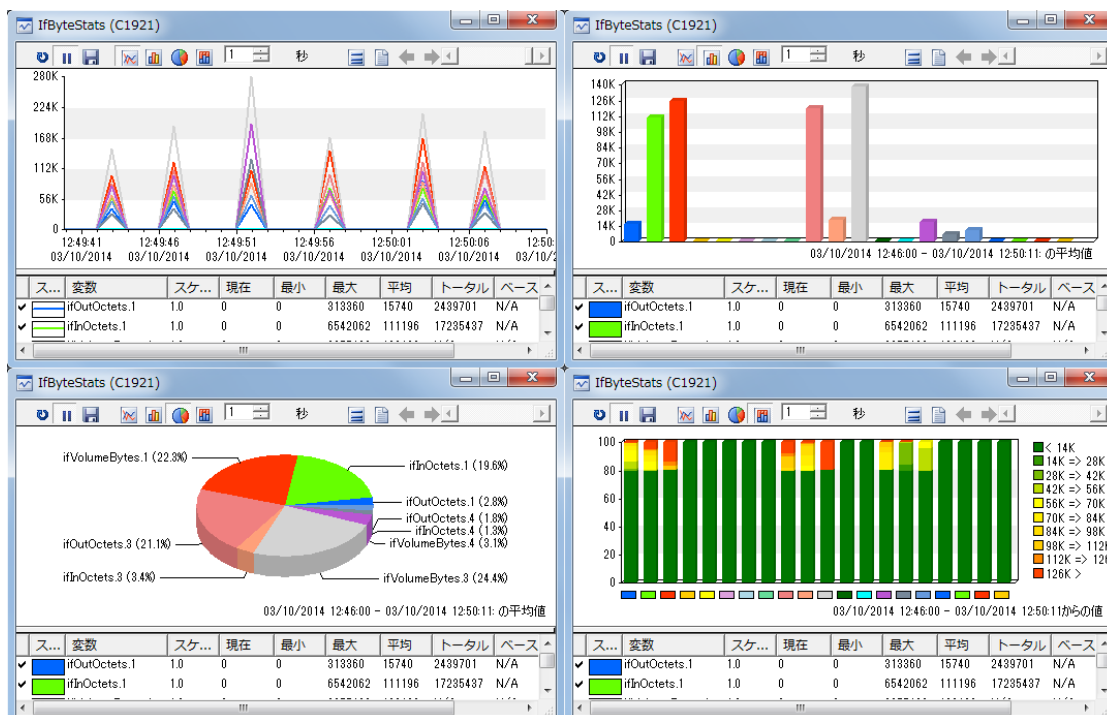 IfByteStats (C1921)
1 秒
280K
224K
168K
112K
56K
0
12:49:41 12:49:46 12:49:51 12:49:56 12:50:01 12:50:06 12:50:
03/10/2014 03/10/2014 03/10/2014 03/10/2014 03/10/2014 03/10/2014 03/10/2
ス... 変数 スケ... 現在 最小 最大 平均 トータル ベース
ifOutOctets.1 1.0 0 0 313360 15740 2439701 N/A
ifInOctets.1 1.0 0 0 6542062 111196 17235437 N/A
IfByteStats (C1921)
1 秒
140K
126K
112K
98K
84K
70K
56K
42K
28K
14K
0
03/10/2014 12:46:00 - 03/10/2014 12:50:11: の平均値
ス... 変数 スケ... 現在 最小 最大 平均 トータル ベース
ifOutOctets.1 1.0 0 0 313360 15740 2439701 N/A
ifInOctets.1 1.0 0 0 6542062 111196 17235437 N/A
IfByteStats (C1921)
1 秒
ifVolumeBytes.1 (22.3%)
ifInOctets.1 (19.6%)
ifOutOctets.1 (2.8%)
ifOutOctets.4 (1.8%)
ifInOctets.4 (1.3%)
ifVolumeBytes.4 (3.1%)
ifOutOctets.3 (21.1%)
ifInOctets.3 (3.4%)
ifVolumeBytes.3 (24.4%)
03/10/2014 12:46:00 - 03/10/2014 12:50:11: の平均値
ス... 変数 スケ... 現在 最小 最大 平均 トータル ベース
ifOutOctets.1 1.0 0 0 313360 15740 2439701 N/A
ifInOctets.1 1.0 0 0 6542062 111196 17235437 N/A
IfByteStats (C1921)
1 秒
100
80
60
40
20
0
< 14K
14K => 28K
28K => 42K
42K => 56K
56K => 70K
70K => 84K
84K => 98K
98K => 112K
112K => 126
126K >
03/10/2014 12:46:00 - 03/10/2014 12:50:11からの値
ス... 変数 スケ... 現在 最小 最大 平均 トータル ベース
ifOutOctets.1 1.0 0 0 313360 15740 2439701 N/A
ifInOctets.1 1.0 0 0 6542062 111196 17235437 N/A